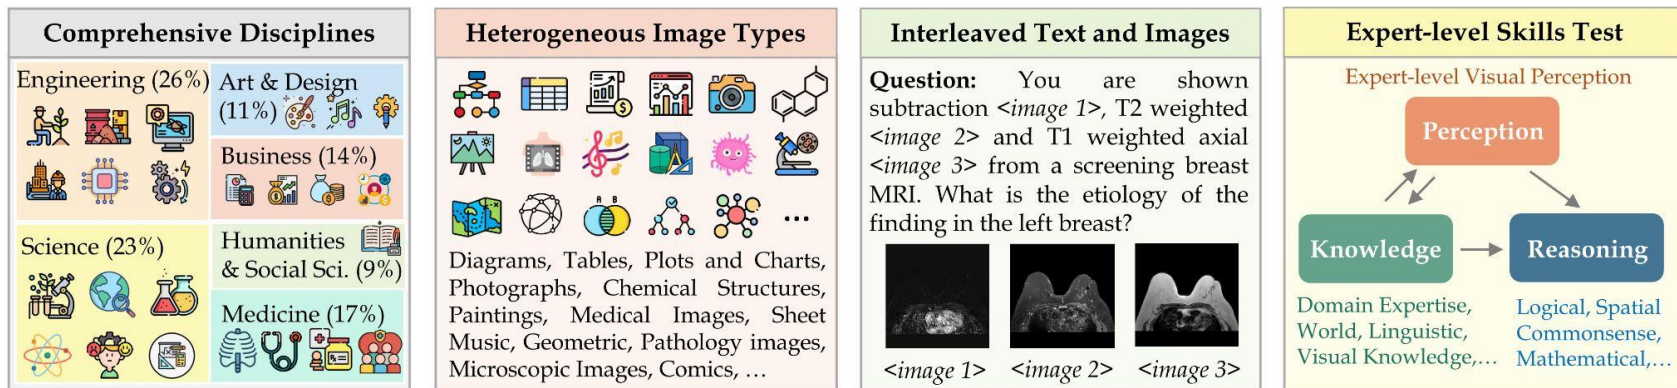 Comprehensive Disciplines
Engineering (26%)
Art & Design
(11%)
Business (14%)
Science (23%)
Humanities
& Social Sci. (9%)
Medicine (17%)
Heterogeneous Image Types
A B
...
Diagrams, Tables, Plots and Charts,
Photographs, Chemical Structures,
Paintings, Medical Images, Sheet
Music, Geometric, Pathology images,
Microscopic Images, Comics, …
Interleaved Text and Images
Question: You are shown
subtraction <image 1>, T2 weighted
<image 2> and T1 weighted axial
<image 3> from a screening breast
MRI. What is the etiology of the
finding in the left breast?
<image 1> <image 2> <image 3>
Expert-level Skills Test
Expert-level Visual Perception
Perception
Knowledge
Reasoning
Domain Expertise,
World, Linguistic,
Visual Knowledge,…
Logical, Spatial
Commonsense,
Mathematical,…